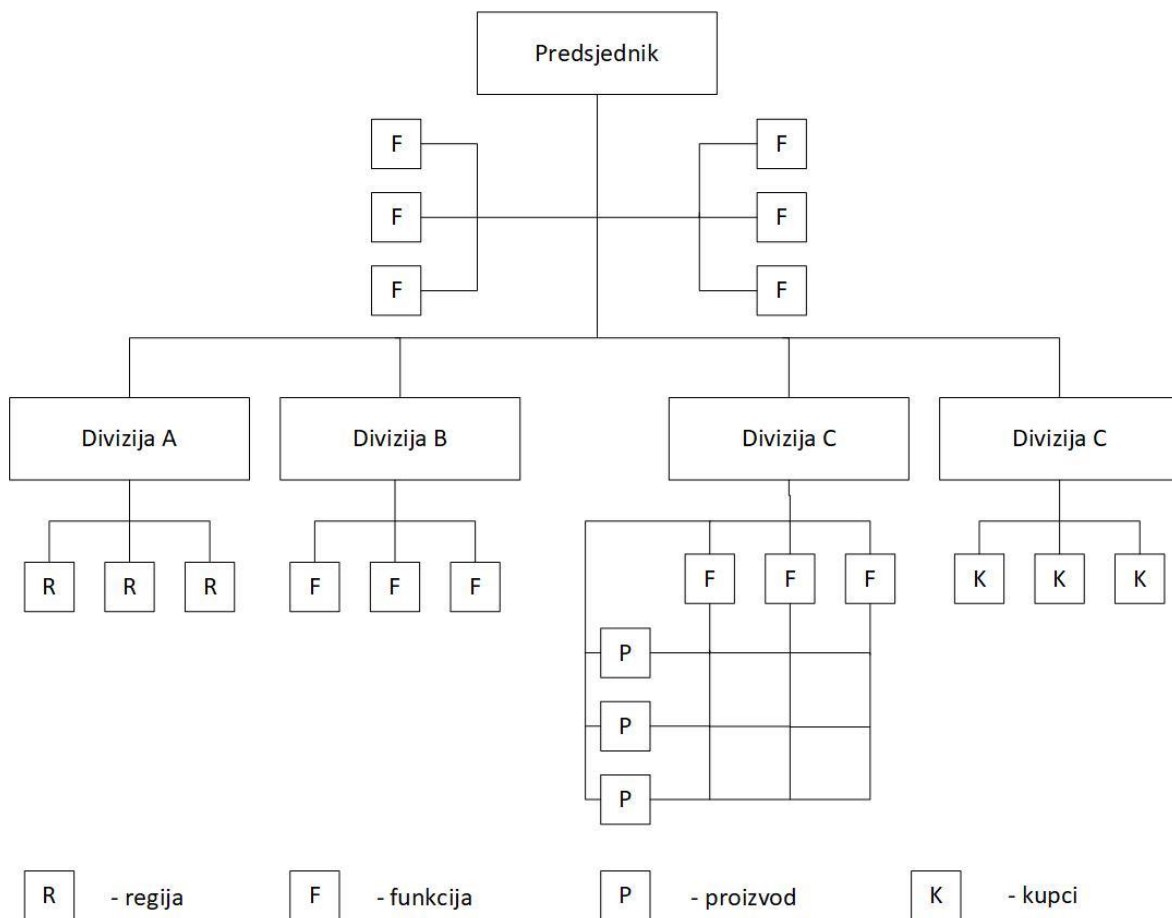 Predsjednik
F F
F F
F F
Divizija A Divizija B Divizija C Divizija C
R R R F F F F F F K K K
P
P
P
R - regija F - funkcija P - proizvod K - kupci